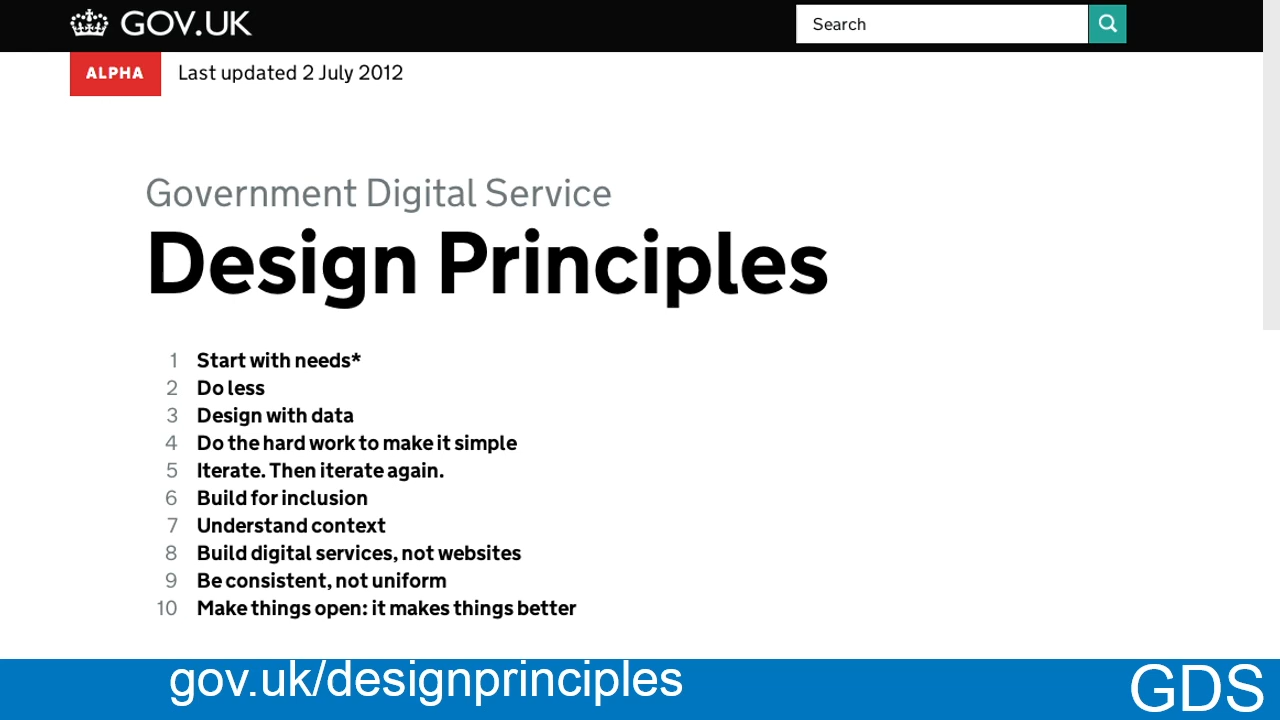 GOV.UK
Search
ALPHA
Last updated 2 July 2012
Government Digital Service
Design Principles
1 Start with needs*
2 Do less
3 Design with data
4 Do the hard work to make it simple
5 Iterate. Then iterate again.
6 Build for inclusion
7 Understand context
8 Build digital services, not websites
9 Be consistent, not uniform
10 Make things open: it makes things better
gov.uk/designprinciples
GDS